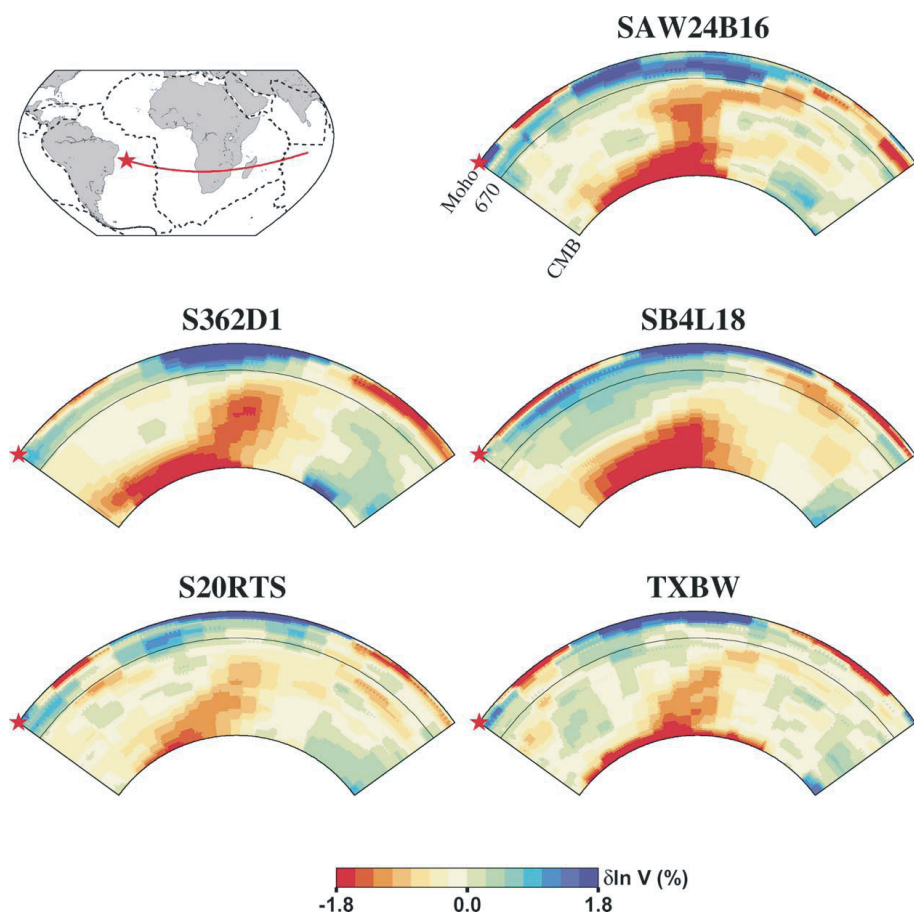 SAW24B16
Moho
670
CMB
S362D1
SB4L18
S20RTS
TXBW
δln V (%)
-1.8
0.0
1.8